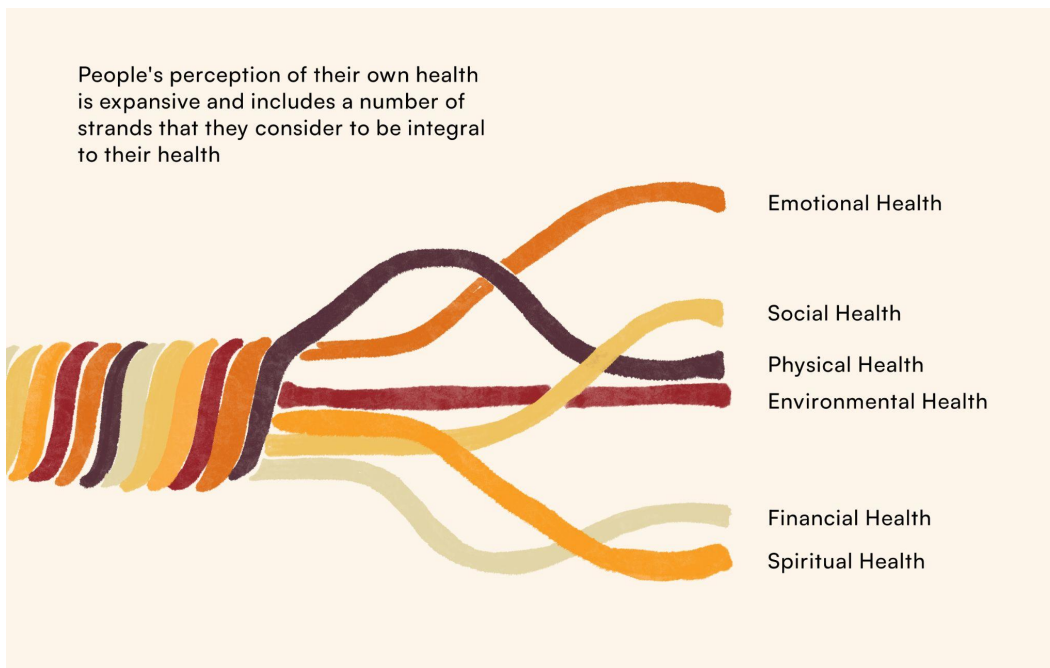 People's perception of their own health
is expansive and includes a number of
strands that they consider to be integral
to their health
Emotional Health
Social Health
Physical Health
Environmental Health
Financial Health
Spiritual Health